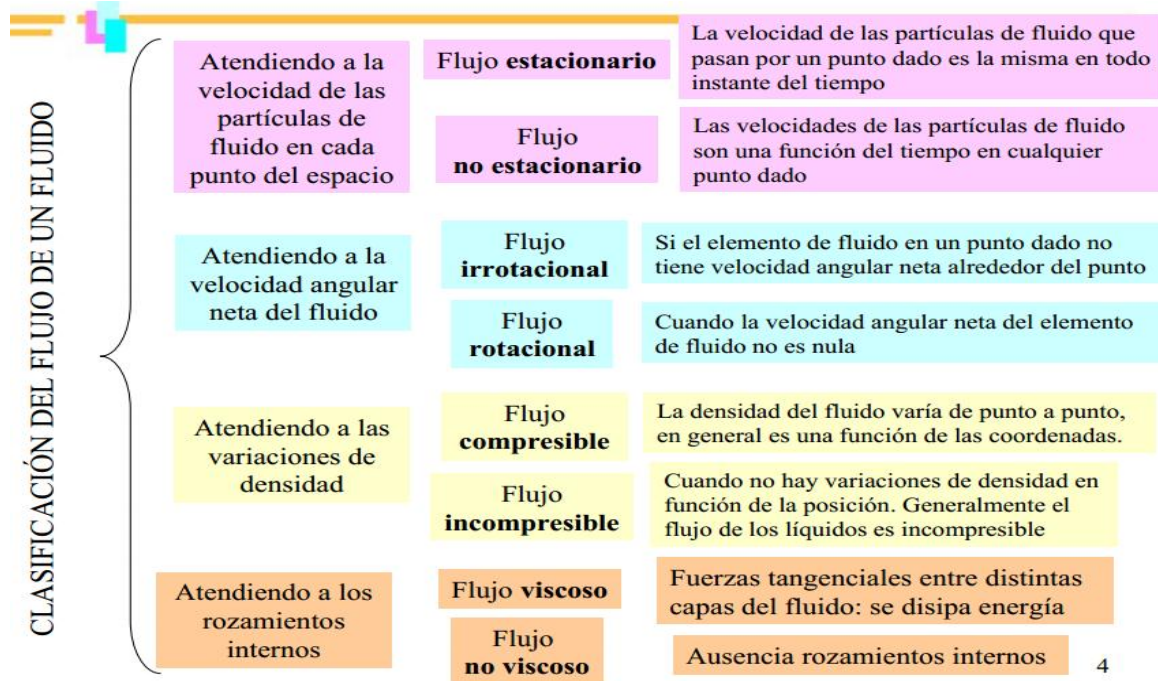 CLASIFICACIÓN DEL FLUJO DE UN FLUIDO
Atendiendo a la
velocidad de las
partículas de
fluido en cada
punto del espacio
Flujo estacionario
La velocidad de las partículas de fluido que
pasan por un punto dado es la misma en todo
instante del tiempo
Flujo
no estacionario
Las velocidades de las partículas de fluido
son una función del tiempo en cualquier
punto dado
Atendiendo a la
velocidad angular
neta del fluido
Flujo
irrotacional
Si el elemento de fluido en un punto dado no
tiene velocidad angular neta alrededor del punto
Flujo
rotacional
Cuando la velocidad angular neta del elemento
de fluido no es nula
Atendiendo a las
variaciones de
densidad
Flujo
compresible
La densidad del fluido varía de punto a punto,
en general es una función de las coordenadas.
Flujo
incompresible
Cuando no hay variaciones de densidad en
función de la posición. Generalmente el
flujo de los líquidos es incompresible
Atendiendo a los
rozamientos
internos
Flujo viscoso
Fuerzas tangenciales entre distintas
capas del fluido: se disipa energía
Flujo
no viscoso
Ausencia rozamientos internos
4